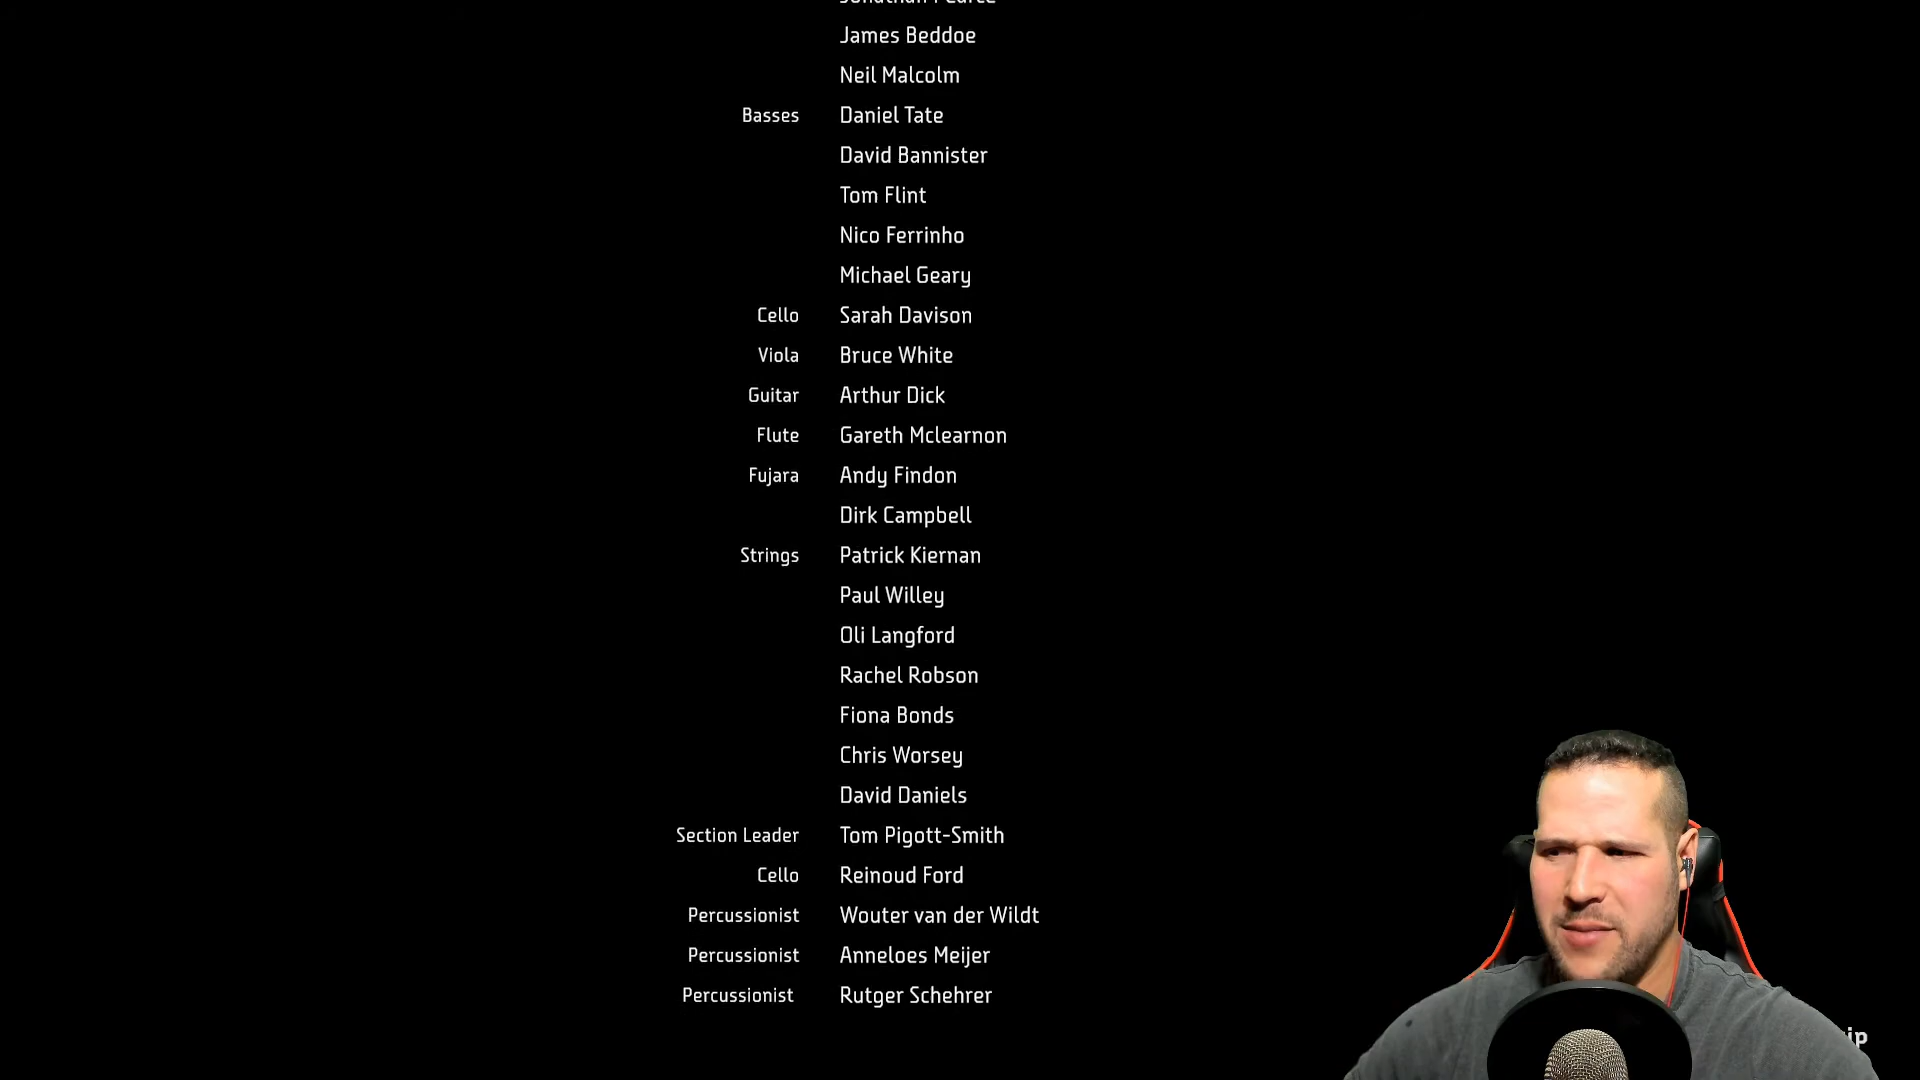 James Beddoe
Neil Malcolm
Basses Daniel Tate
David Bannister
Tom Flint
Nico Ferrinho
Michael Geary
Cello Sarah Davison
Viola Bruce White
Guitar Arthur Dick
Flute Gareth Mclearnon
Fujara Andy Findon
Dirk Campbell
Strings Patrick Kiernan
Paul Willey
Oli Langford
Rachel Robson
Fiona Bonds
Chris Worsey
David Daniels
Section Leader Tom Pigott-Smith
Cello Reinoud Ford
Percussionist Wouter van der Wildt
Percussionist Anneloes Meijer
Percussionist Rutger Schehrer